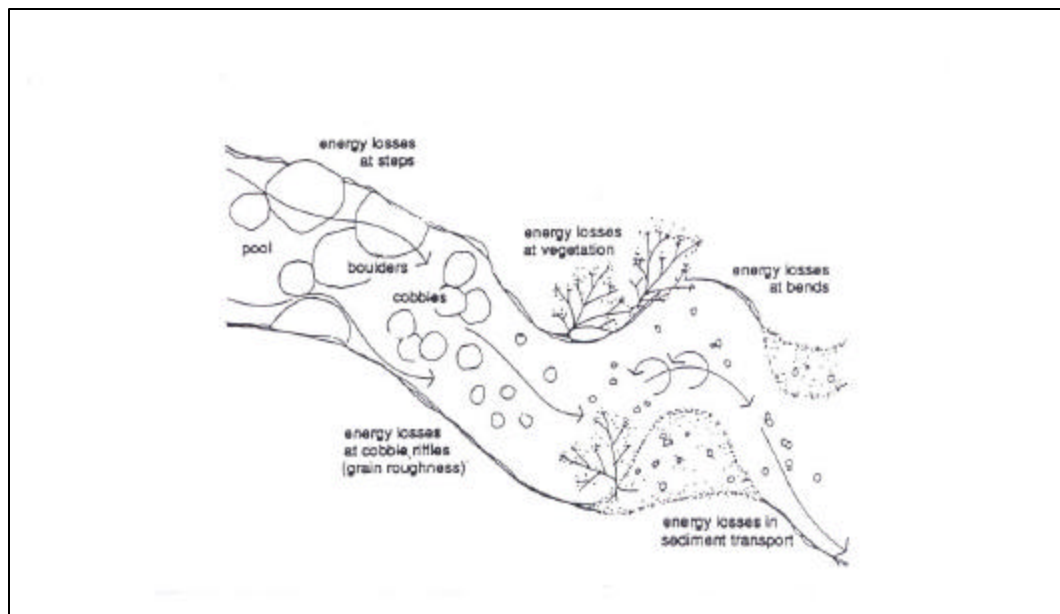 energy losses
at steps
pool
boulders
cobbles
energy losses
at vegetation
energy losses
at bends
energy losses
at cobble riffles
(grain roughness)
energy losses in
sediment transport